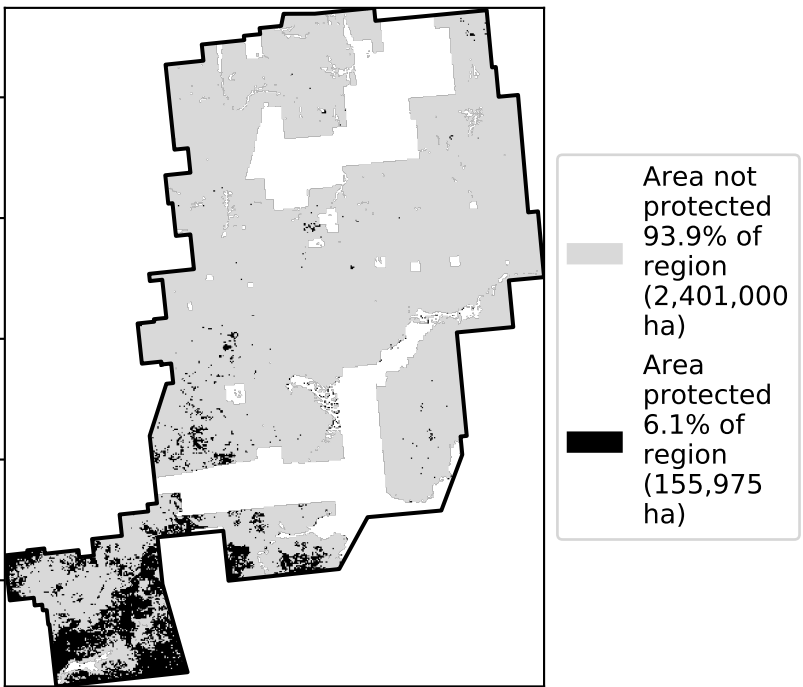 Area not
protected
93.9% of
region
(2,401,000
ha)
Area
protected
6.1% of
region
(155,975
ha)